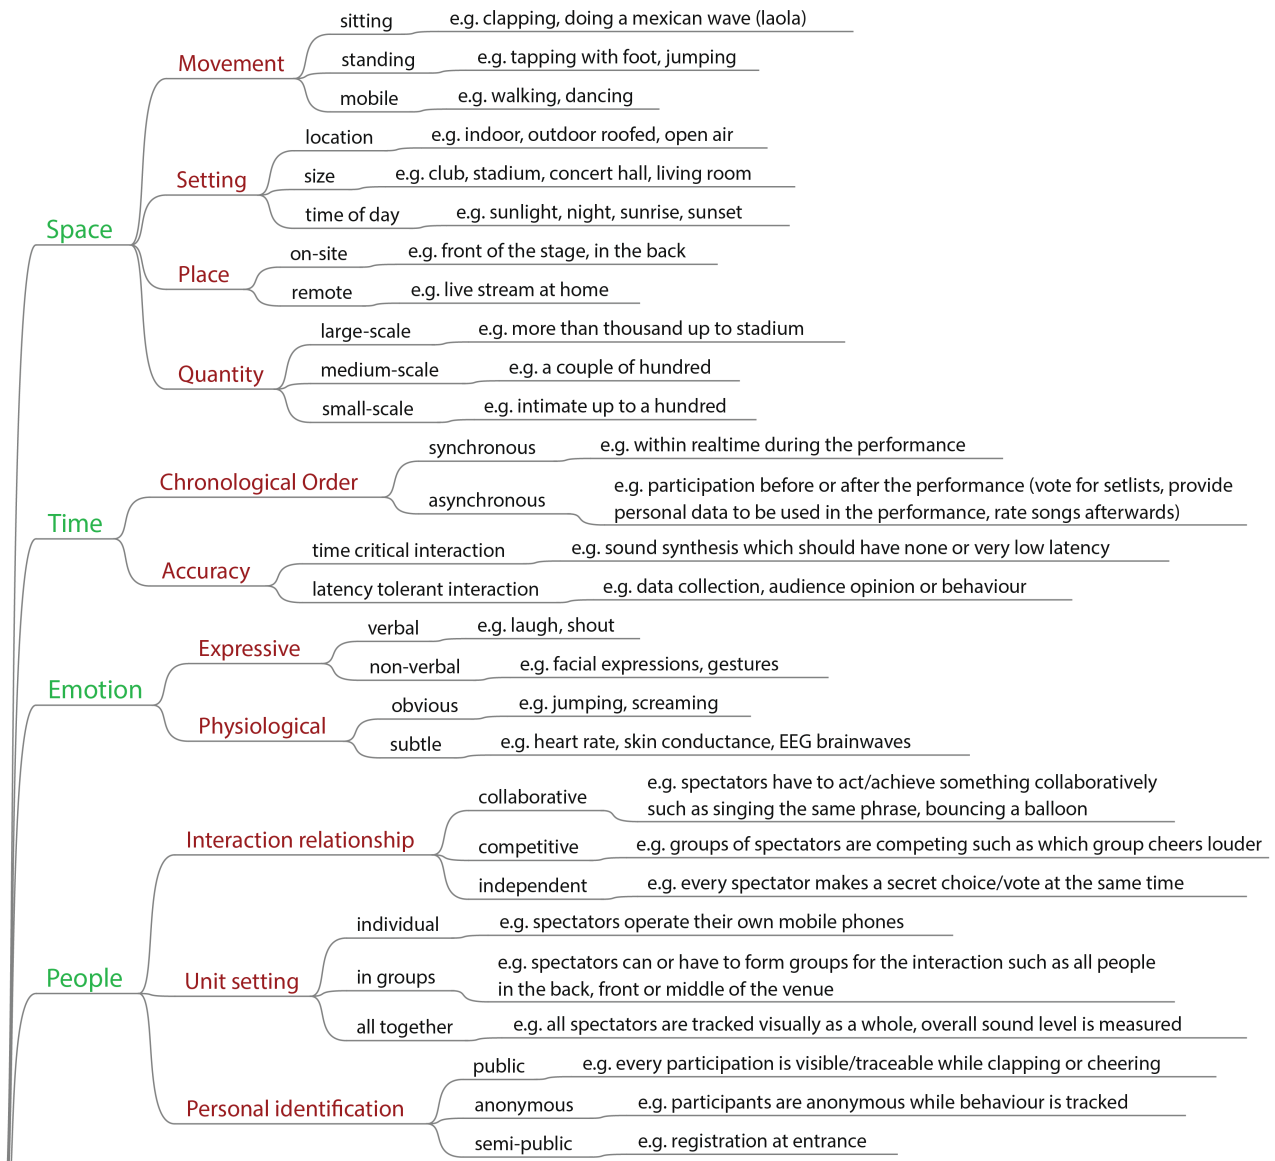 Space
Movement
sitting
e.g. clapping, doing a mexican wave (laola)
standing
e.g. tapping with foot, jumping
mobile
e.g. walking, dancing
Setting
location
e.g. indoor, outdoor roofed, open air
size
e.g. club, stadium, concert hall, living room
time of day
e.g. sunlight, night, sunrise, sunset
Place
on-site
e.g. front of the stage, in the back
remote
e.g. live stream at home
Quantity
large-scale
e.g. more than thousand up to stadium
medium-scale
e.g. a couple of hundred
small-scale
e.g. intimate up to a hundred
Time
Chronological Order
synchronous
e.g. within realtime during the performance
asynchronous
e.g. participation before or after the performance (vote for setlists, provide
personal data to be used in the performance, rate songs afterwards)
Accuracy
time critical interaction
e.g. sound synthesis which should have none or very low latency
latency tolerant interaction
e.g. data collection, audience opinion or behaviour
Emotion
Expressive
verbal
e.g. laugh, shout
non-verbal
e.g. facial expressions, gestures
Physiological
obvious
e.g. jumping, screaming
subtle
e.g. heart rate, skin conductance, EEG brainwaves
People
Interaction relationship
collaborative
e.g. spectators have to act/achieve something collaboratively
such as singing the same phrase, bouncing a balloon
competitive
e.g. groups of spectators are competing such as which group cheers louder
independent
e.g. every spectator makes a secret choice/vote at the same time
Unit setting
individual
e.g. spectators operate their own mobile phones
in groups
e.g. spectators can or have to form groups for the interaction such as all people
in the back, front or middle of the venue
all together
e.g. all spectators are tracked visually as a whole, overall sound level is measured
Personal identification
public
e.g. every participation is visible/traceable while clapping or cheering
anonymous
e.g. participants are anonymous while behaviour is tracked
semi-public
e.g. registration at entrance